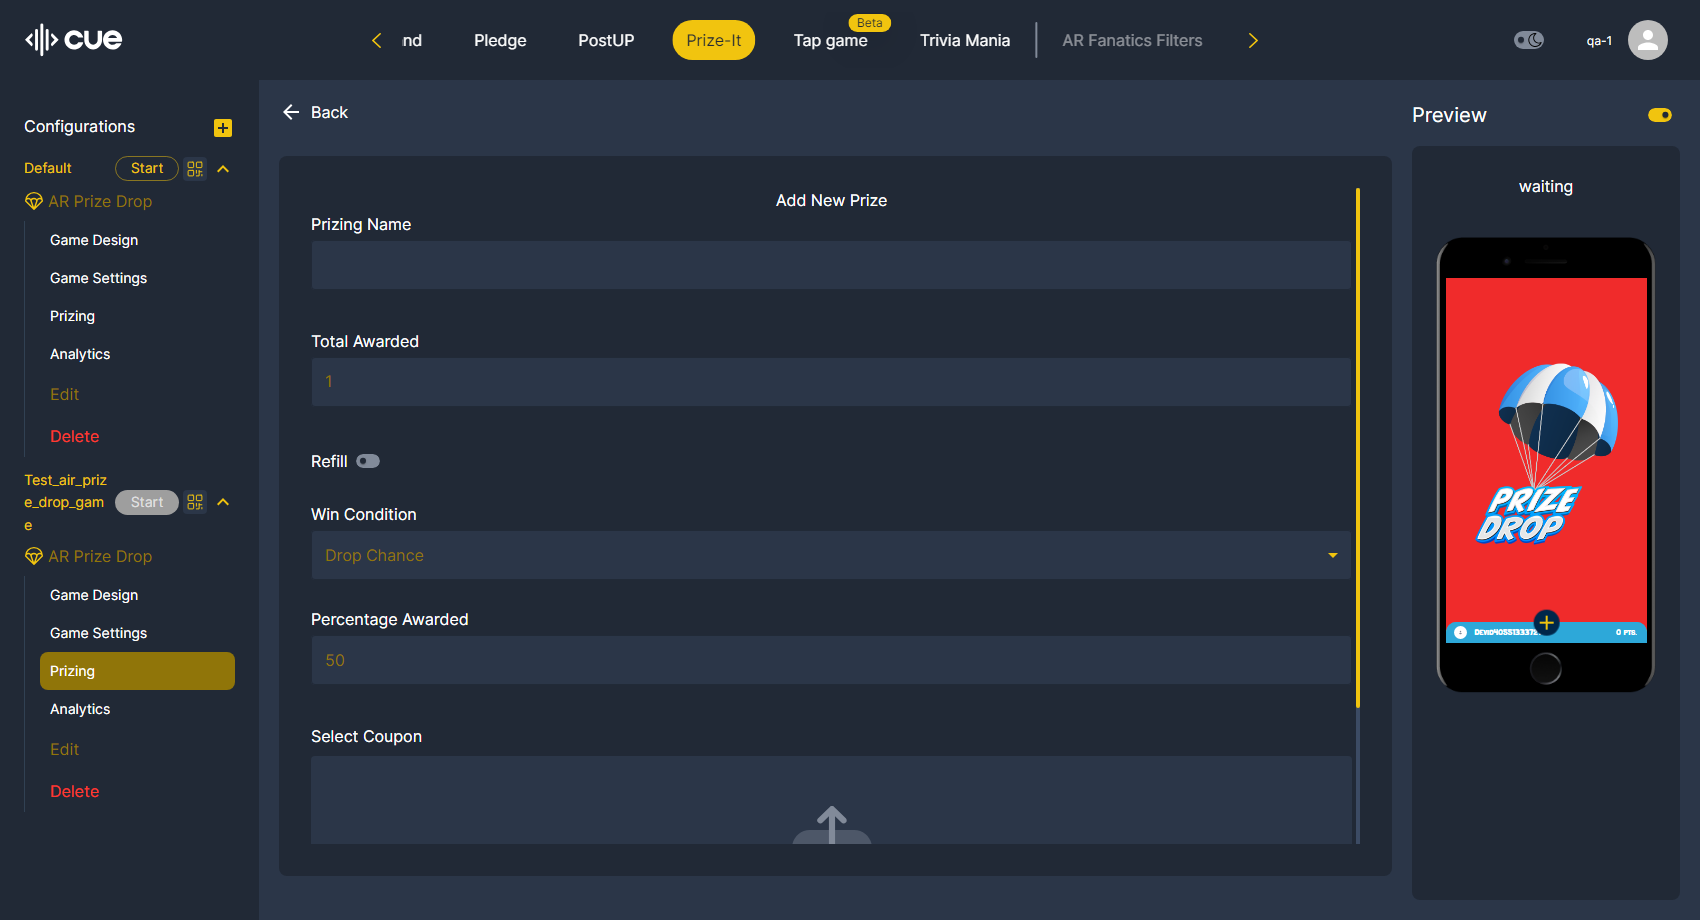 cue
nd
Pledge
PostUP
Prize-It
Beta
Tap game
Trivia Mania
AR Fanatics Filters
qa-1
Configurations
Default
Start
AR Prize Drop
Game Design
Game Settings
Prizing
Analytics
Edit
Delete
Test_air_priz
e_drop_gam
e
Start
AR Prize Drop
Game Design
Game Settings
Prizing
Analytics
Edit
Delete
Back
Add New Prize
Prizing Name
Total Awarded
1
Refill
Win Condition
Drop Chance
Percentage Awarded
50
Select Coupon
Preview
waiting
PRIZE
DROP
0 PTS.